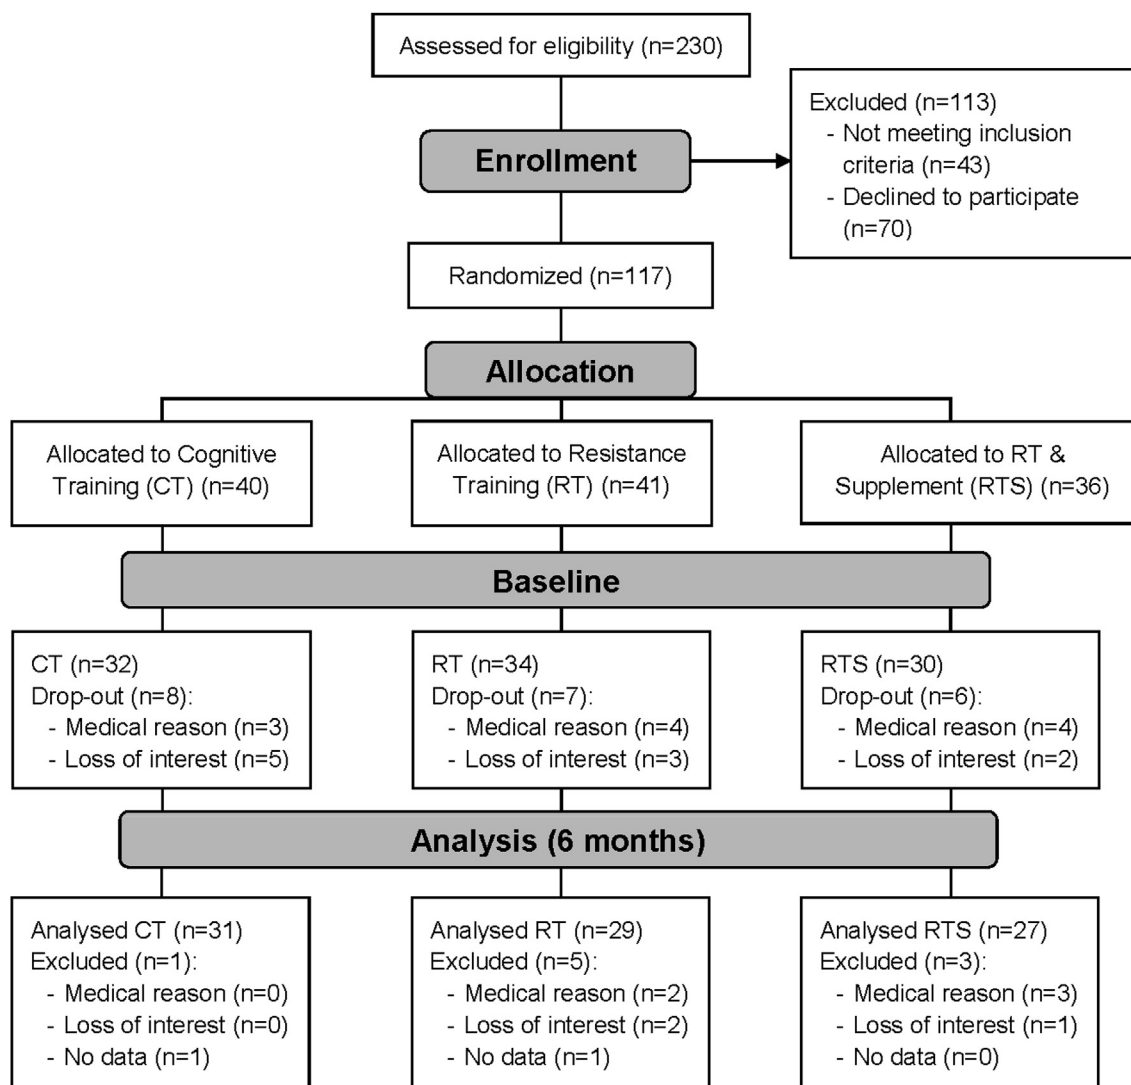 Assessed for eligibility (n=230)
Excluded (n=113)
- Not meeting inclusion
criteria (n=43)
- Declined to participate
(n=70)
Enrollment
Randomized (n=117)
Allocation
Allocated to Cognitive
Training (CT) (n=40)
Allocated to Resistance
Training (RT) (n=41)
Allocated to RT &
Supplement (RTS) (n=36)
Baseline
CT (n=32)
Drop-out (n=8):
- Medical reason (n=3)
- Loss of interest (n=5)
RT (n=34)
Drop-out (n=7):
- Medical reason (n=4)
- Loss of interest (n=3)
RTS (n=30)
Drop-out (n=6):
- Medical reason (n=4)
- Loss of interest (n=2)
Analysis (6 months)
Analysed CT (n=31)
Excluded (n=1):
- Medical reason (n=0)
- Loss of interest (n=0)
- No data (n=1)
Analysed RT (n=29)
Excluded (n=5):
- Medical reason (n=2)
- Loss of interest (n=2)
- No data (n=1)
Analysed RTS (n=27)
Excluded (n=3):
- Medical reason (n=3)
- Loss of interest (n=1)
- No data (n=0)